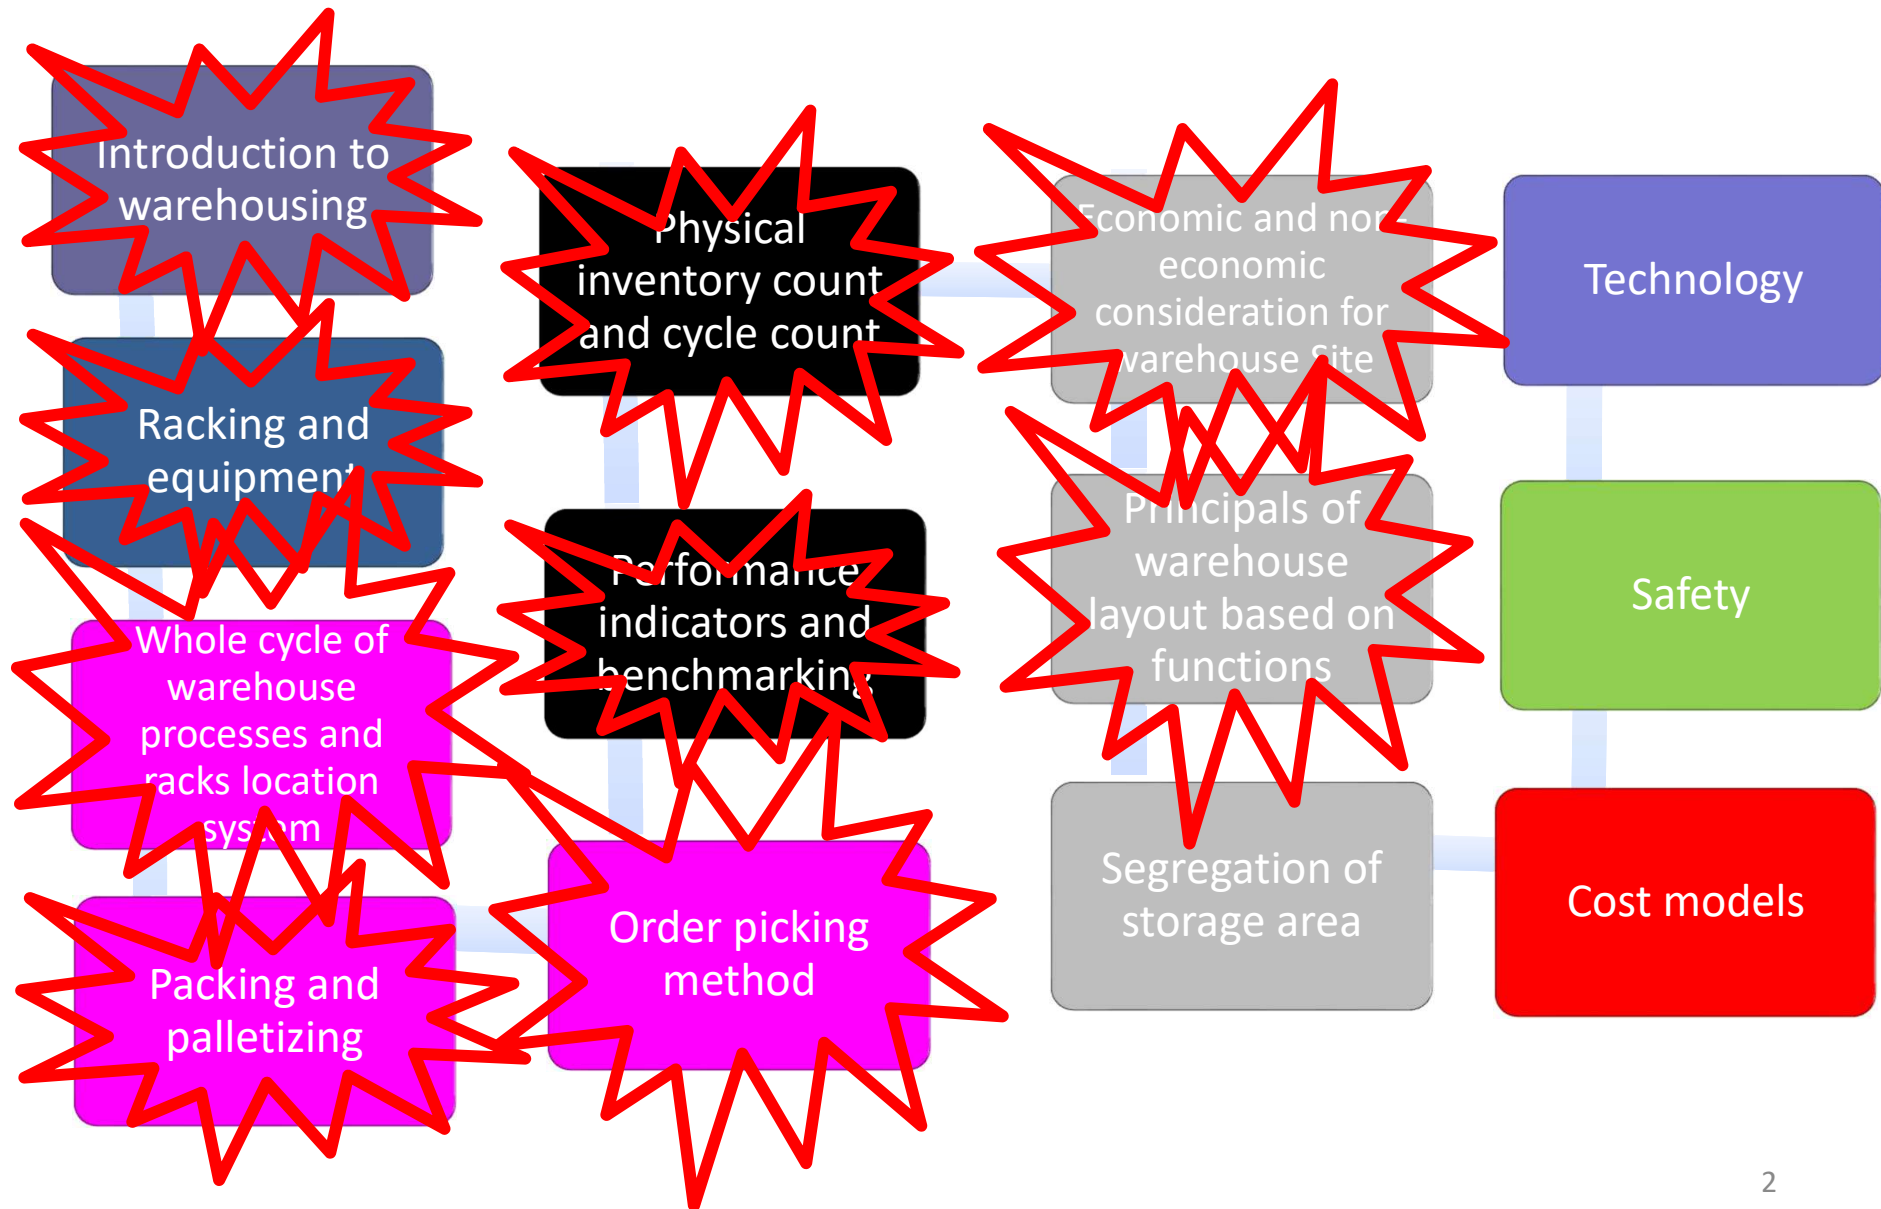 Introduction to
warehousing
Racking and
equipment
Whole cycle of
warehouse
processes and
racks location
system
Packing and
palletizing
Order picking
method
Performance
indicators and
benchmarking
Physical
inventory count
and cycle count
Economic and non-
economic
consideration for
warehouse Site
Principals of
warehouse
layout based on
functions
Segregation of
storage area
Cost models
Safety
Technology
2